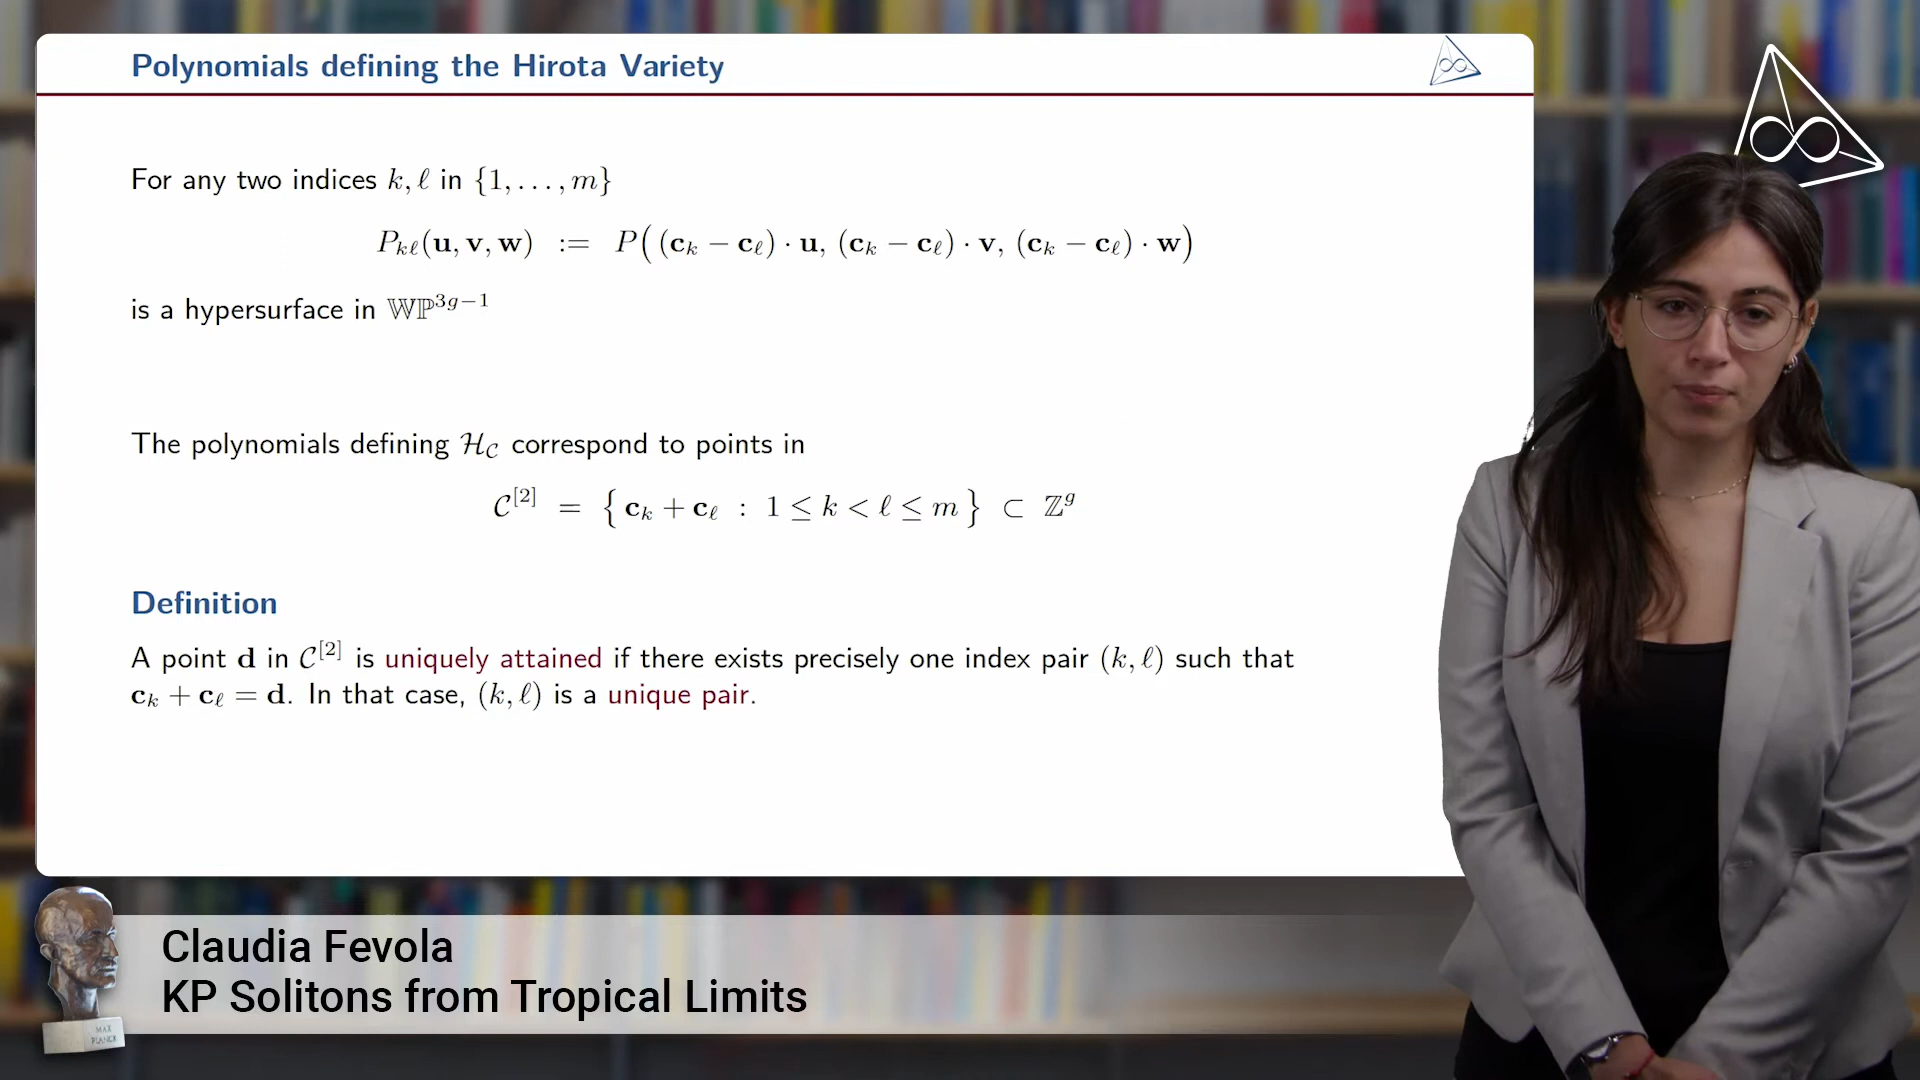 Polynomials defining the Hirota Variety
For any two indices k, ℓ in {1, . . . , m}
P_{kℓ}(u, v, w) := P((c_k − c_ℓ) · u, (c_k − c_ℓ) · v, (c_k − c_ℓ) · w)
is a hypersurface in 𝕎ℙ^{3g−1}
The polynomials defining ℋ_𝒞 correspond to points in
𝒞^{[2]} = { c_k + c_ℓ : 1 ≤ k < ℓ ≤ m } ⊂ ℤ^g
Definition
A point d in 𝒞^{[2]} is uniquely attained if there exists precisely one index pair (k, ℓ) such that
c_k + c_ℓ = d. In that case, (k, ℓ) is a unique pair.
Claudia Fevola
KP Solitons from Tropical Limits
MAX
PLANCK